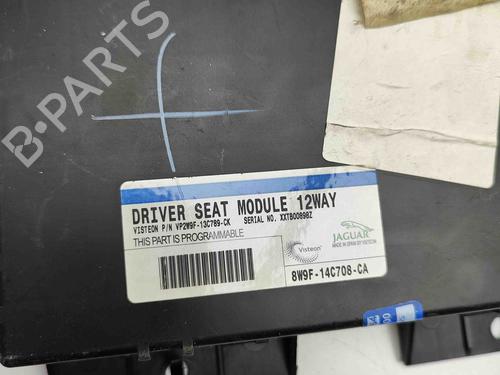 B-PARTS
DRIVER SEAT MODULE 12WAY
VISTEON P/N VP2W9F-13C789-CK SERIAL NO. XXTB00898Z
THIS PART IS PROGRAMMABLE
Visteon
JAGUAR
MADE IN SPAIN BY VISTEON
8W9F-14C708-CA